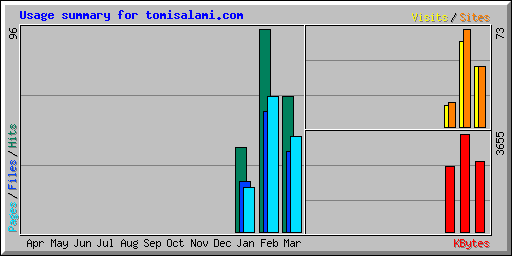 Usage summary for tomisalami.com
Visits/Sites
96
73
3655
Pages/Files/Hits
Apr May Jun Jul Aug Sep Oct Nov Dec Jan Feb Mar
KBytes